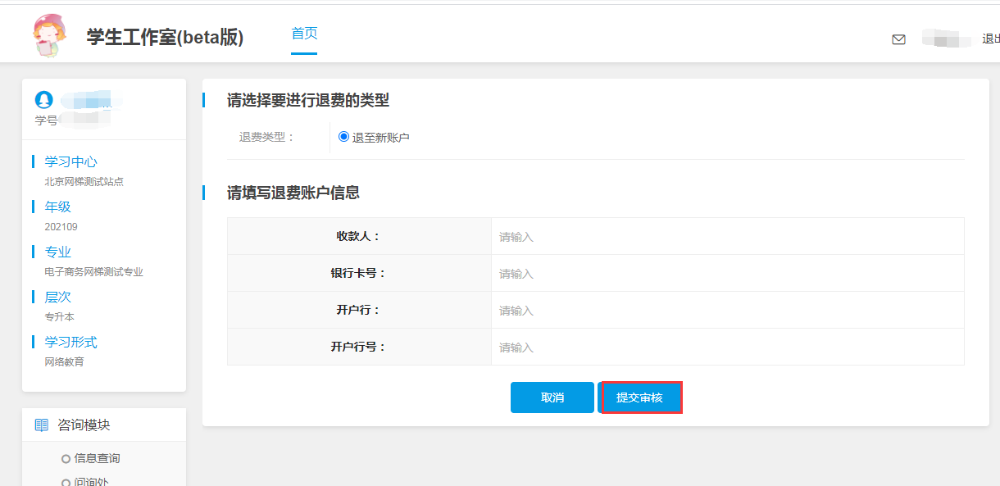 学生工作室(beta版)
首页
退出
学号
学习中心
北京网梯测试站点
年级
202109
专业
电子商务网梯测试专业
层次
专升本
学习形式
网络教育
咨询模块
信息查询
问询处
请选择要进行退费的类型
退费类型：
退至新账户
请填写退费账户信息
收款人：
请输入
银行卡号：
请输入
开户行：
请输入
开户行号：
请输入
取消
提交审核